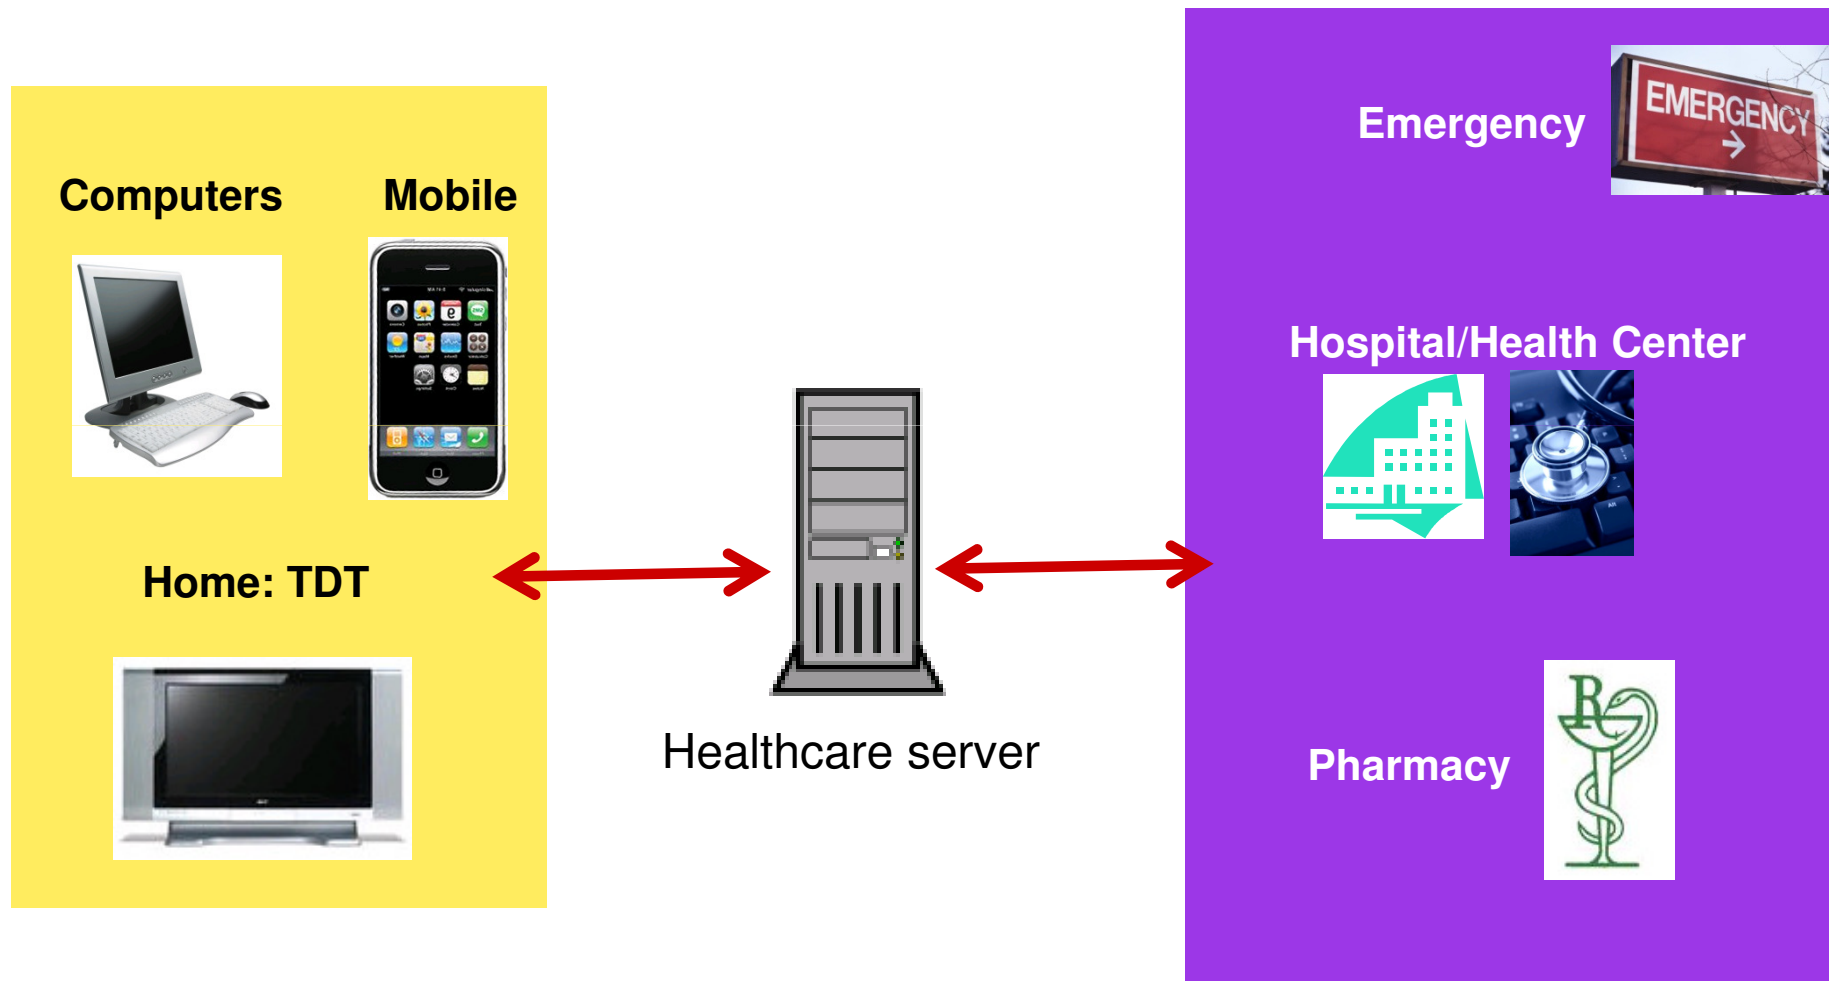 Computers
Mobile
Home: TDT
Healthcare server
Emergency
EMERGENCY
Hospital/Health Center
Pharmacy
R